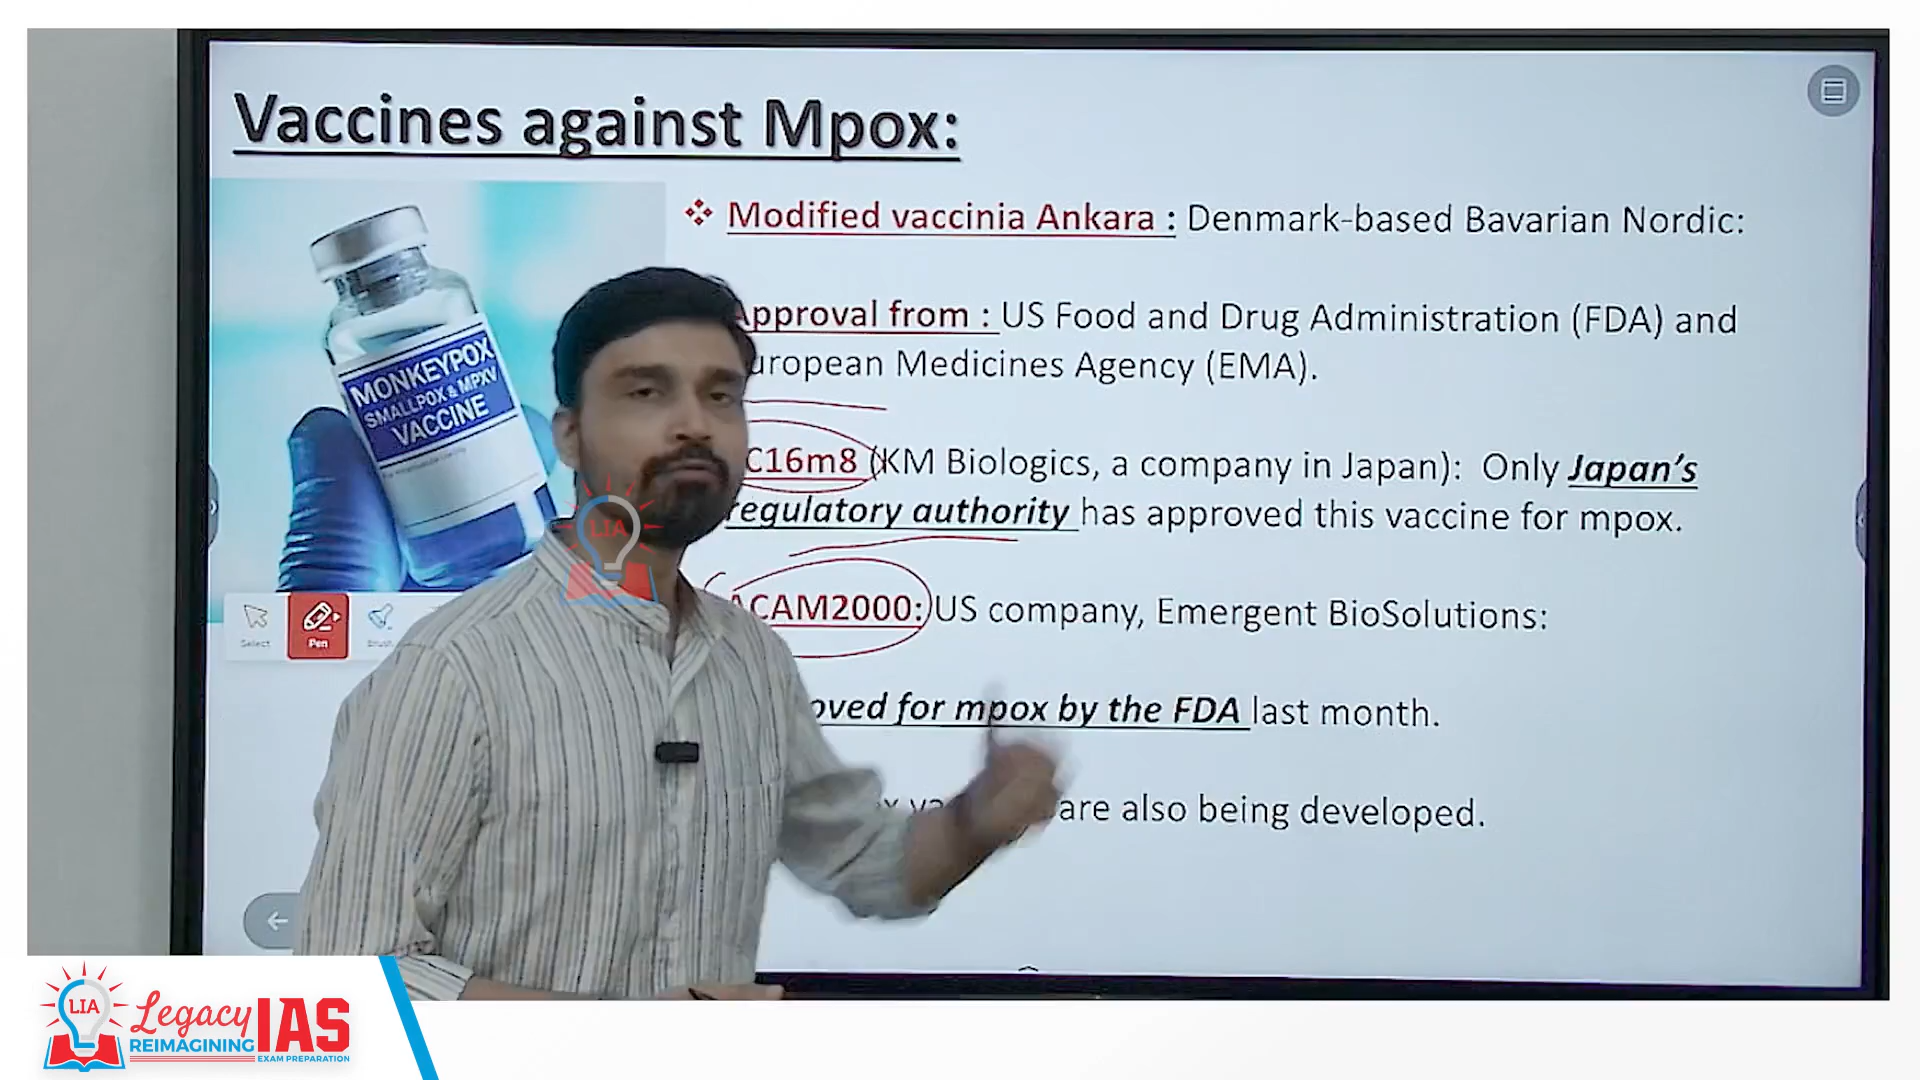 Vaccines against Mpox:
Modified vaccinia Ankara : Denmark-based Bavarian Nordic:
Approval from : US Food and Drug Administration (FDA) and
European Medicines Agency (EMA).
C16m8 (KM Biologics, a company in Japan): Only Japan's
regulatory authority has approved this vaccine for mpox.
ACAM2000: US company, Emergent BioSolutions:
for mpox by the FDA last month.
are also being developed.
MONKEYPOX
SMALLPOX & MPXV
VACCINE
Select
Pen
Brush
LIA
LIA
Legacy IAS
REIMAGINING
EXAM PREPARATION